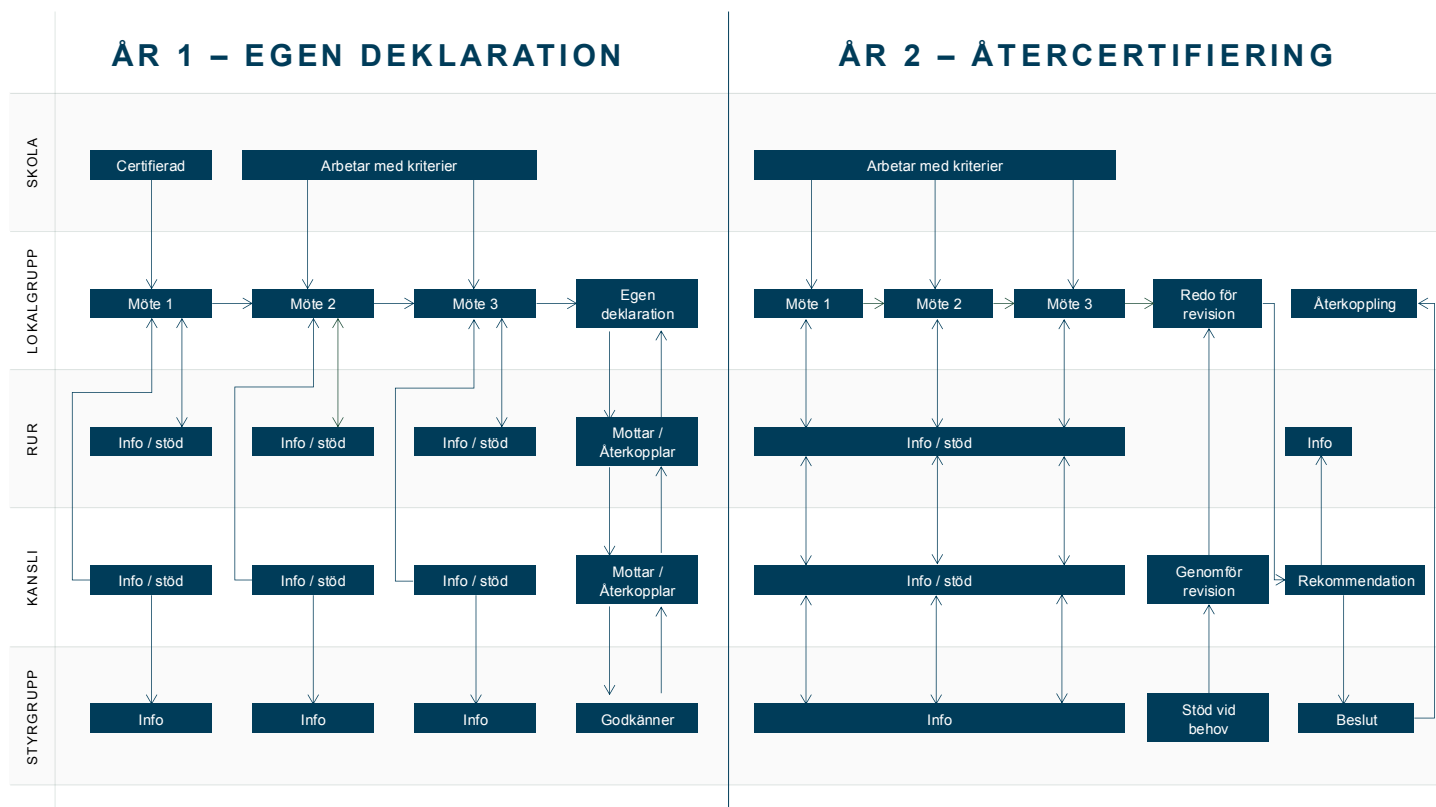 ÅR 1 – EGEN DEKLARATION
ÅR 2 – ÅTERCERTIFIERING
SKOLA
Certifierad
Arbetar med kriterier
Arbetar med kriterier
LOKALGRUPP
Möte 1
Möte 2
Möte 3
Egen
deklaration
Möte 1
Möte 2
Möte 3
Redo för
revision
Återkoppling
RUR
Info / stöd
Info / stöd
Info / stöd
Mottar /
Återkopplar
Info / stöd
Info
KANSLI
Info / stöd
Info / stöd
Info / stöd
Mottar /
Återkopplar
Info / stöd
Genomför
revision
Rekommendation
STYRGRUPP
Info
Info
Info
Godkänner
Info
Stöd vid
behov
Beslut